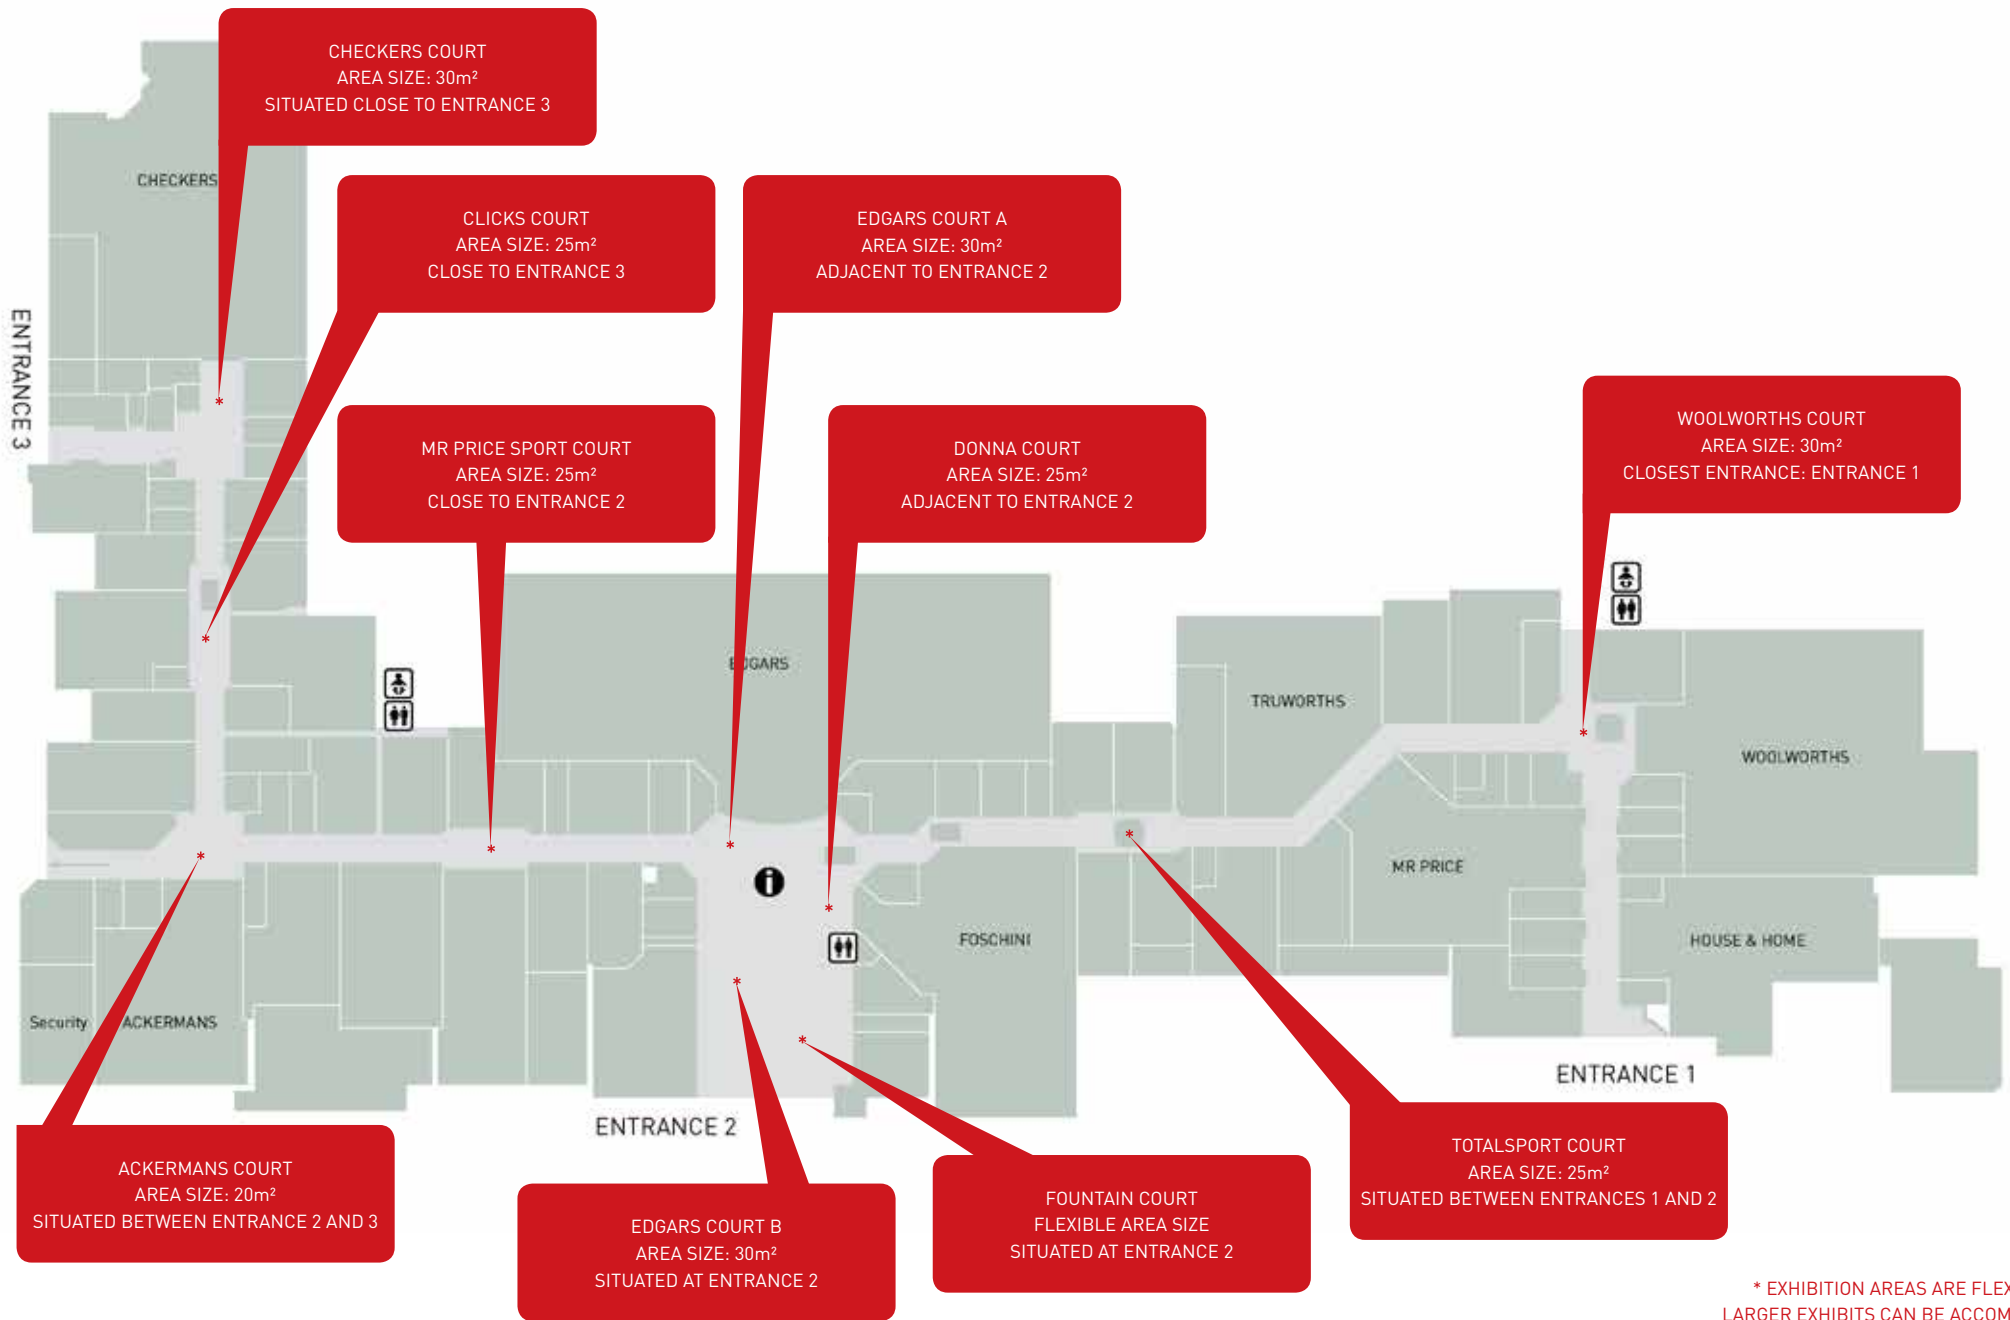 CHECKERS COURT
AREA SIZE: 30m²
SITUATED CLOSE TO ENTRANCE 3
CHECKERS
CLICKS COURT
AREA SIZE: 25m²
CLOSE TO ENTRANCE 3
EDGARS COURT A
AREA SIZE: 30m²
ADJACENT TO ENTRANCE 2
ENTRANCE 3
MR PRICE SPORT COURT
AREA SIZE: 25m²
CLOSE TO ENTRANCE 2
DONNA COURT
AREA SIZE: 25m²
ADJACENT TO ENTRANCE 2
WOOLWORTHS COURT
AREA SIZE: 30m²
CLOSEST ENTRANCE: ENTRANCE 1
EDGARS
TRUWORTHS
WOOLWORTHS
MR PRICE
FOSCHINI
HOUSE & HOME
Security
ACKERMANS
ENTRANCE 1
ENTRANCE 2
ACKERMANS COURT
AREA SIZE: 20m²
SITUATED BETWEEN ENTRANCE 2 AND 3
EDGARS COURT B
AREA SIZE: 30m²
SITUATED AT ENTRANCE 2
FOUNTAIN COURT
FLEXIBLE AREA SIZE
SITUATED AT ENTRANCE 2
TOTALSPORT COURT
AREA SIZE: 25m²
SITUATED BETWEEN ENTRANCES 1 AND 2
* EXHIBITION AREAS ARE FLEX
LARGER EXHIBITS CAN BE ACCOM